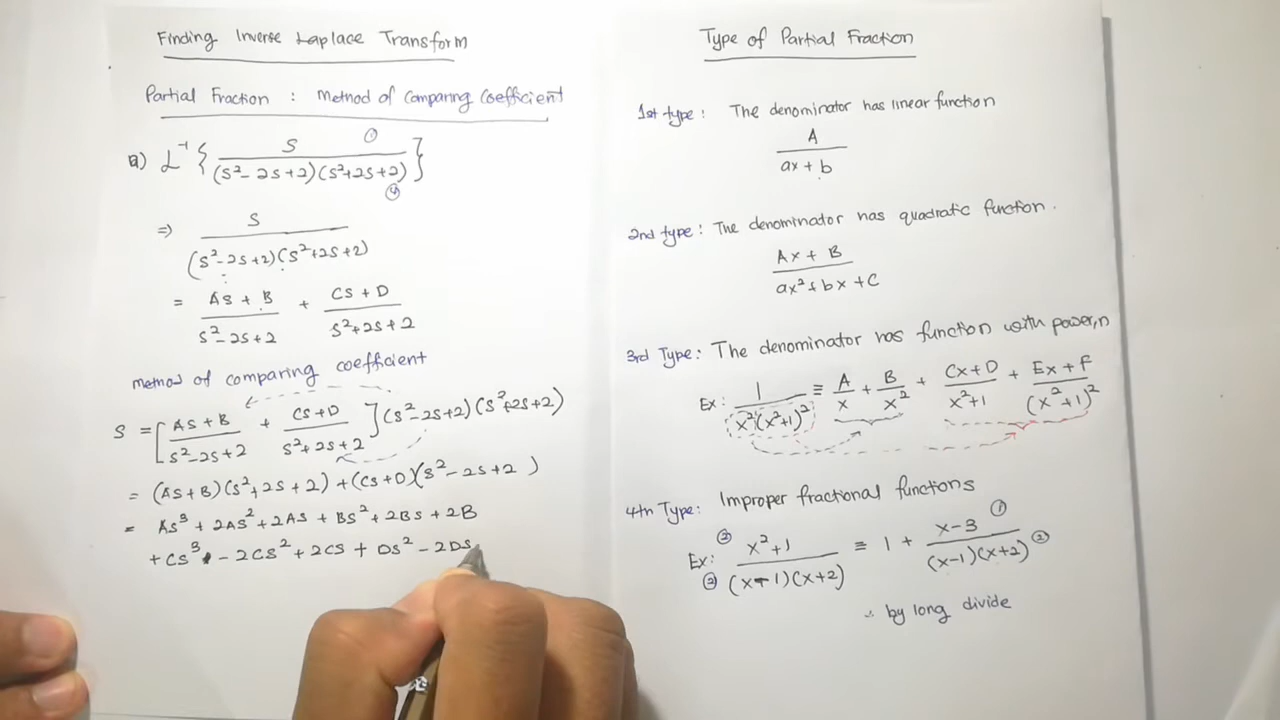 Finding Inverse Laplace Transform
Partial Fraction : Method of Comparing Coefficient
a) L⁻¹ { s ① / (s² - 2s + 2)(s² + 2s + 2) ④ }
⇒ s / (s² - 2s + 2)(s² + 2s + 2)
= As + B / s² - 2s + 2 + Cs + D / s² + 2s + 2
method of comparing coefficient
s = [ As + B / s² - 2s + 2 + Cs + D / s² + 2s + 2 ] (s² - 2s + 2)(s² + 2s + 2)
= (As + B)(s² + 2s + 2) + (Cs + D)(s² - 2s + 2)
= As³ + 2As² + 2As + Bs² + 2Bs + 2B
+ Cs³ - 2Cs² + 2Cs + Ds² - 2Ds
Type of Partial Fraction
1st type : The denominator has linear function
A / ax + b
2nd type : The denominator has quadratic function.
Ax + B / ax² + bx + C
3rd Type : The denominator has function with power, n
Ex : 1 / x²(x²+1)² ≡ A / x + B / x² + Cx + D / x² + 1 + Ex + F / (x² + 1)²
4th Type : Improper fractional functions
Ex : ② x² + 1 / ② (x - 1)(x + 2) ≡ 1 + x - 3 ① / (x - 1)(x + 2) ②
∴ by long divide